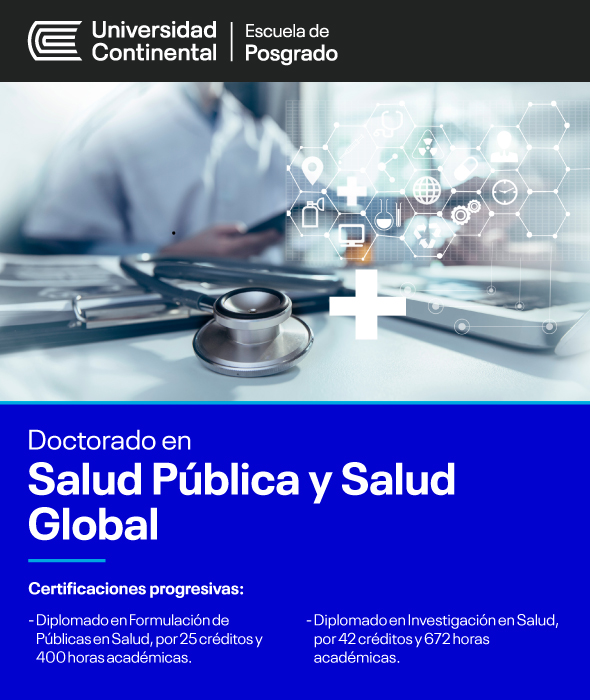 Universidad
Continental
Escuela de
Posgrado
Doctorado en
Salud Pública y Salud
Global
Certificaciones progresivas:
- Diplomado en Formulación de
Públicas en Salud, por 25 créditos y
400 horas académicas.
- Diplomado en Investigación en Salud,
por 42 créditos y 672 horas
académicas.